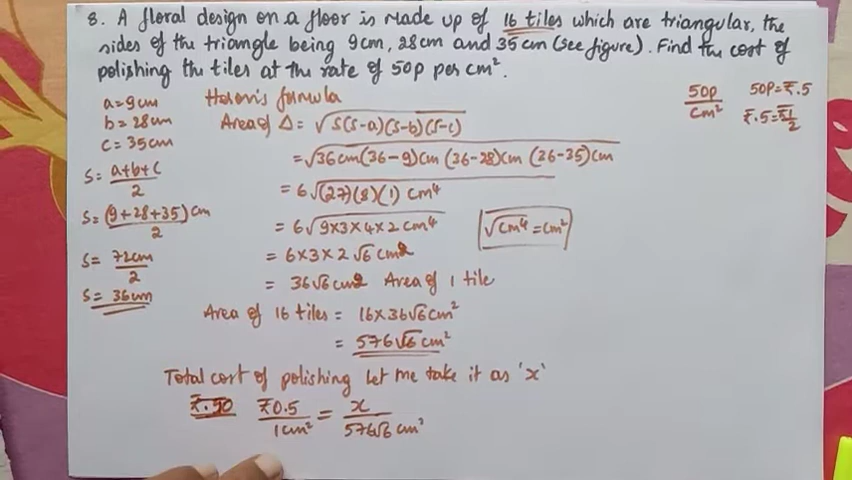 8. A floral design on a floor is made up of 16 tiles which are triangular, the
sides of the triangle being 9cm, 28cm and 35cm (see figure). Find the cost of
polishing the tiles at the rate of 50p per cm².
50p/cm² 50P=₹.5
₹.5=₹1/2
a=9cm
b=28cm
c=35cm
S=(a+b+c)/2
S=(9+28+35)cm/2
S=72cm/2
S=36cm
Heron's formula
Area of Δ=√S(S-a)(S-b)(S-c)
=√36cm(36-9)cm (36-28)cm (36-35)cm
=6√(27)(8)(1) cm⁴
=6√9×3×4×2 cm⁴
√cm⁴=cm²
=6×3×2√6 cm²
=36√6 cm² Area of 1 tile
Area of 16 tiles= 16×36√6 cm²
=576√6 cm²
Total cost of polishing let me take it as 'x'
₹.50 ₹0.5/1cm² = x/576√6 cm²